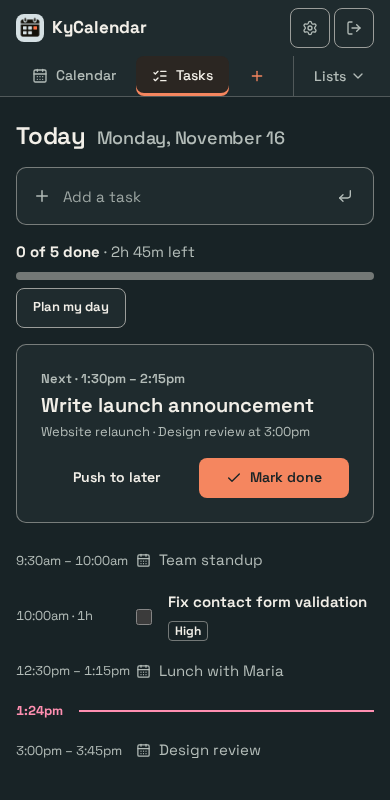 KyCalendar
Calendar
Tasks
Lists
Today Monday, November 16
Add a task
0 of 5 done · 2h 45m left
Plan my day
Next · 1:30pm – 2:15pm
Write launch announcement
Website relaunch · Design review at 3:00pm
Push to later
Mark done
9:30am – 10:00am Team standup
10:00am · 1h Fix contact form validation
High
12:30pm – 1:15pm Lunch with Maria
1:24pm
3:00pm – 3:45pm Design review